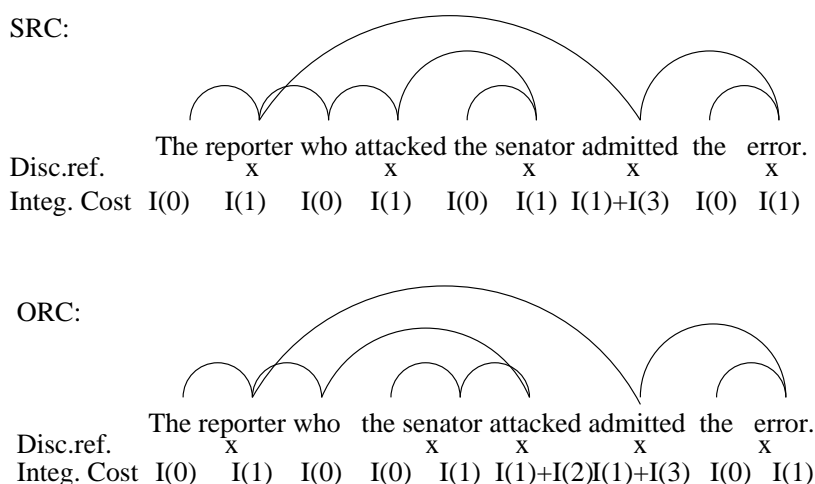 SRC:
The reporter who attacked the senator admitted the error.
Disc.ref. x x x x x
Integ. Cost I(0) I(1) I(0) I(1) I(0) I(1) I(1)+I(3) I(0) I(1)
ORC:
The reporter who the senator attacked admitted the error.
Disc.ref. x x x x x
Integ. Cost I(0) I(1) I(0) I(0) I(1) I(1)+I(2)I(1)+I(3) I(0) I(1)